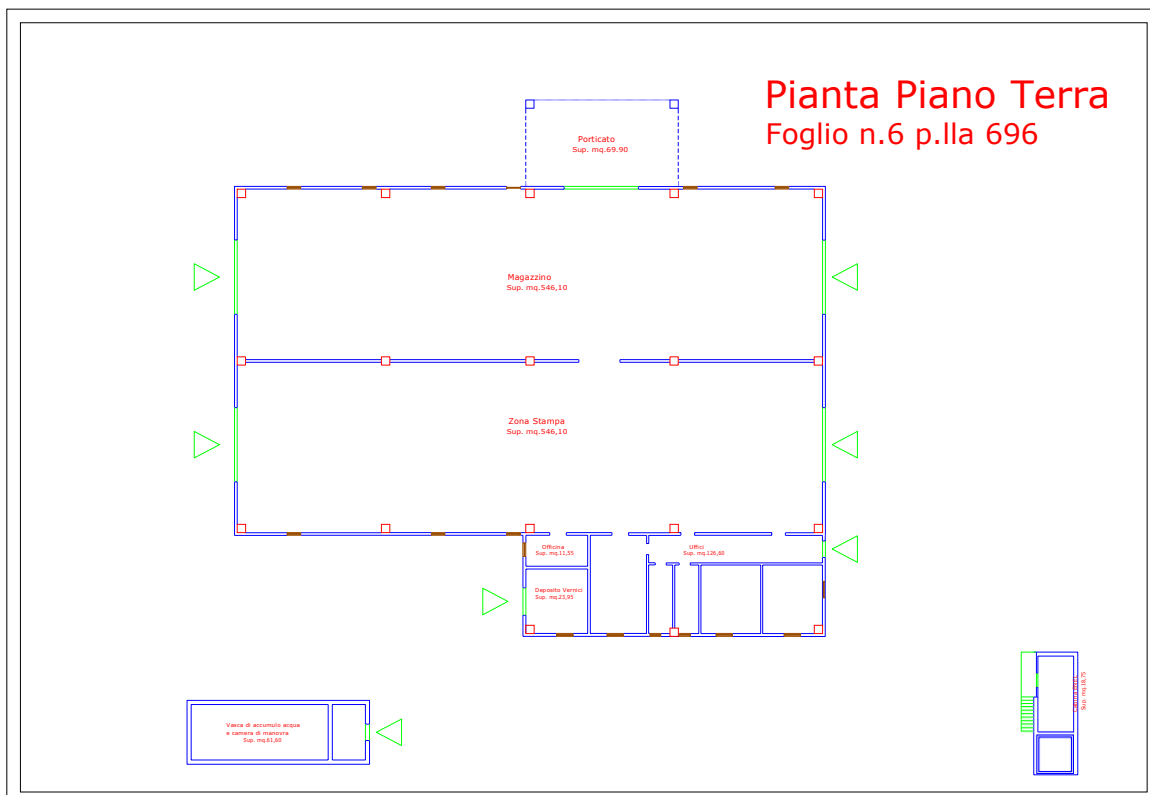 Pianta Piano Terra
Foglio n.6 p.lla 696
Porticato
Sup. mq.69.90
Magazzino
Sup. mq.546,10
Zona Stampa
Sup. mq.546,10
Officina
Sup. mq.11,55
Uffici
Sup. mq.126,60
Deposito Vernici
Sup. mq.23,95
Vasca di accumulo acqua
e camera di manovra
Sup. mq.61,60
Sup. mq.18,75